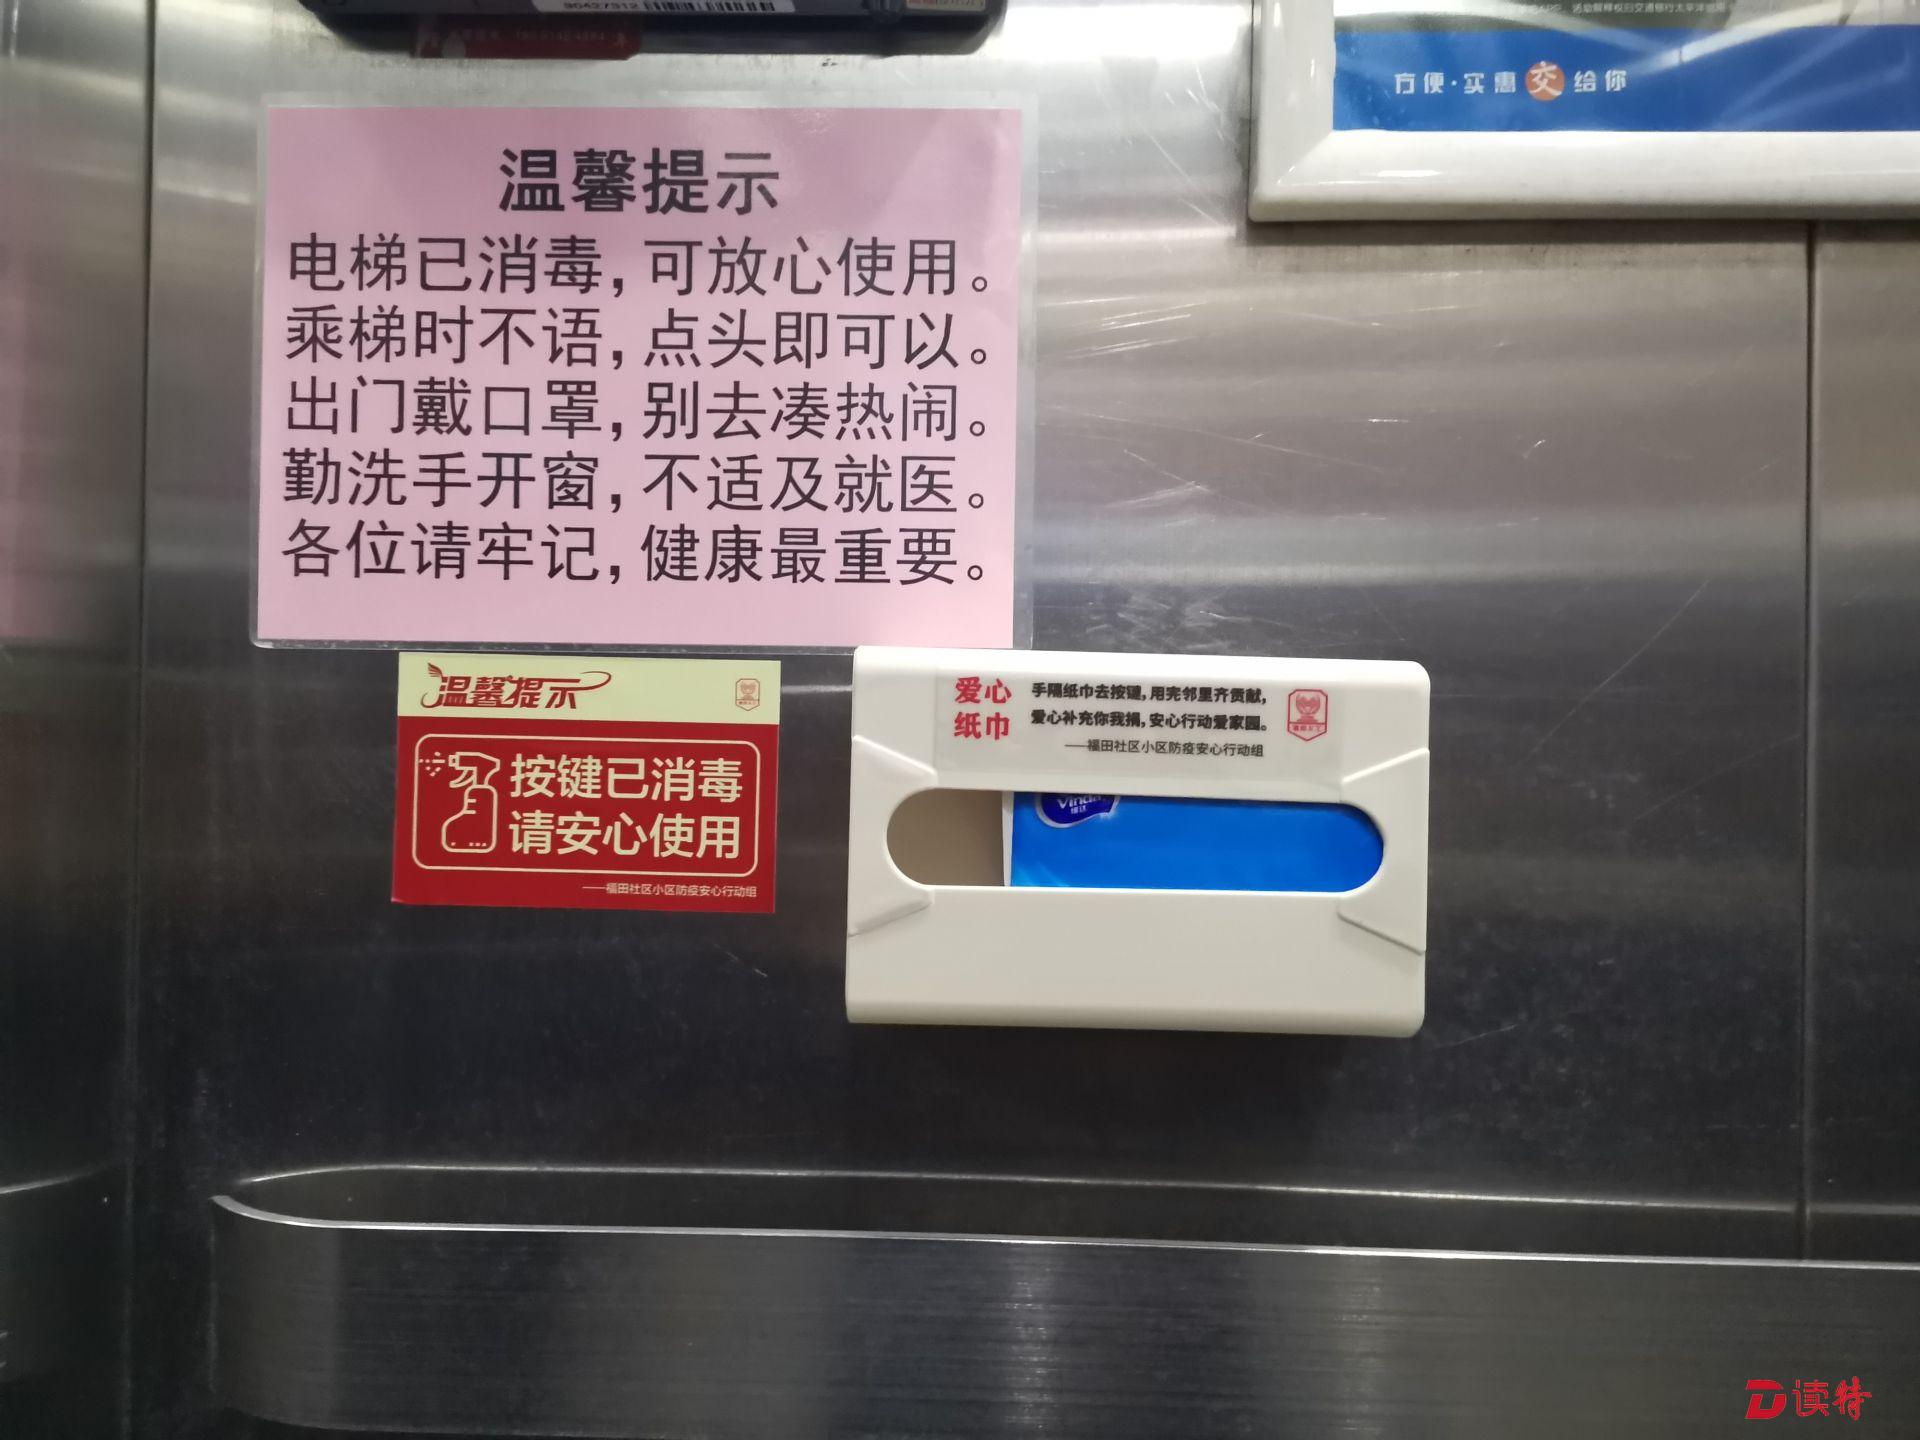 90427312
方便·实惠交给你
温馨提示
电梯已消毒,可放心使用。
乘梯时不语,点头即可以。
出门戴口罩,别去凑热闹。
勤洗手开窗,不适及就医。
各位请牢记,健康最重要。
温馨提示
按键已消毒
请安心使用
——福田社区小区防疫安心行动组
爱心
纸巾
手隔纸巾去按键,用完邻里齐贡献,
爱心补充你我捐,安心行动爱家园。
——福田社区小区防疫安心行动组
Vinda
维达
读特